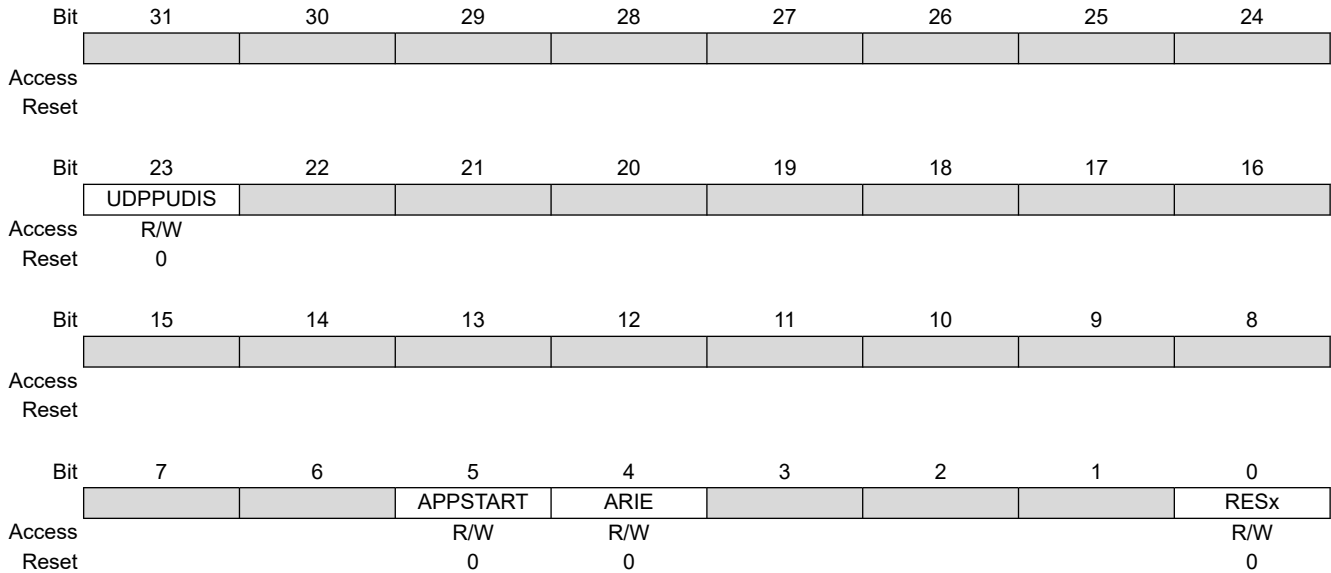 Bit 31 30 29 28 27 26 25 24
Access
Reset
Bit 23 22 21 20 19 18 17 16
UDPPUDIS
Access R/W
Reset 0
Bit 15 14 13 12 11 10 9 8
Access
Reset
Bit 7 6 5 4 3 2 1 0
APPSTART ARIE RESx
Access R/W R/W R/W
Reset 0 0 0